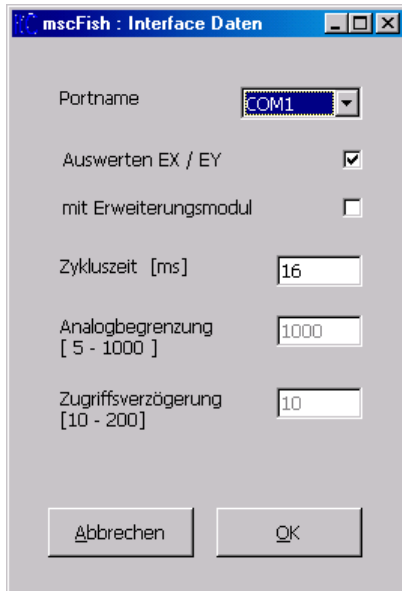 mscFish : Interface Daten
Portname
COM1
Auswerten EX / EY
mit Erweiterungsmodul
Zykluszeit [ms]
16
Analogbegrenzung
[ 5 - 1000 ]
1000
Zugriffsverzögerung
[10 - 200]
10
Abbrechen
OK